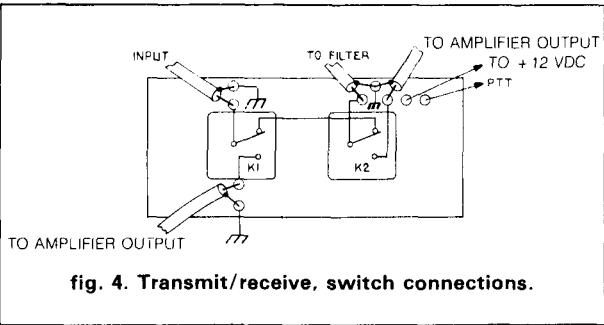 INPUT
TO FILTER
TO AMPLIFIER OUTPUT
TO + 12 VDC
PTT
K1
K2
TO AMPLIFIER OUTPUT
fig. 4. Transmit/receive, switch connections.